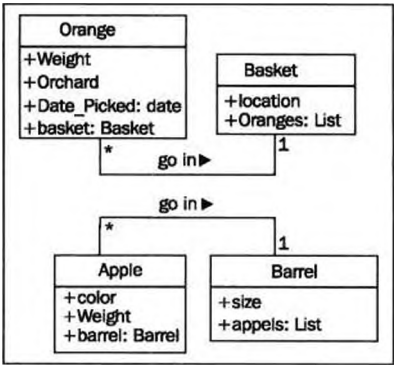 Orange
+Weight
+Orchard
+Date_Picked: date
+basket: Basket
Basket
+location
+Oranges: List
*
go in▶
1
go in▶
*
1
Apple
+color
+Weight
+barrel: Barrel
Barrel
+size
+appels: List